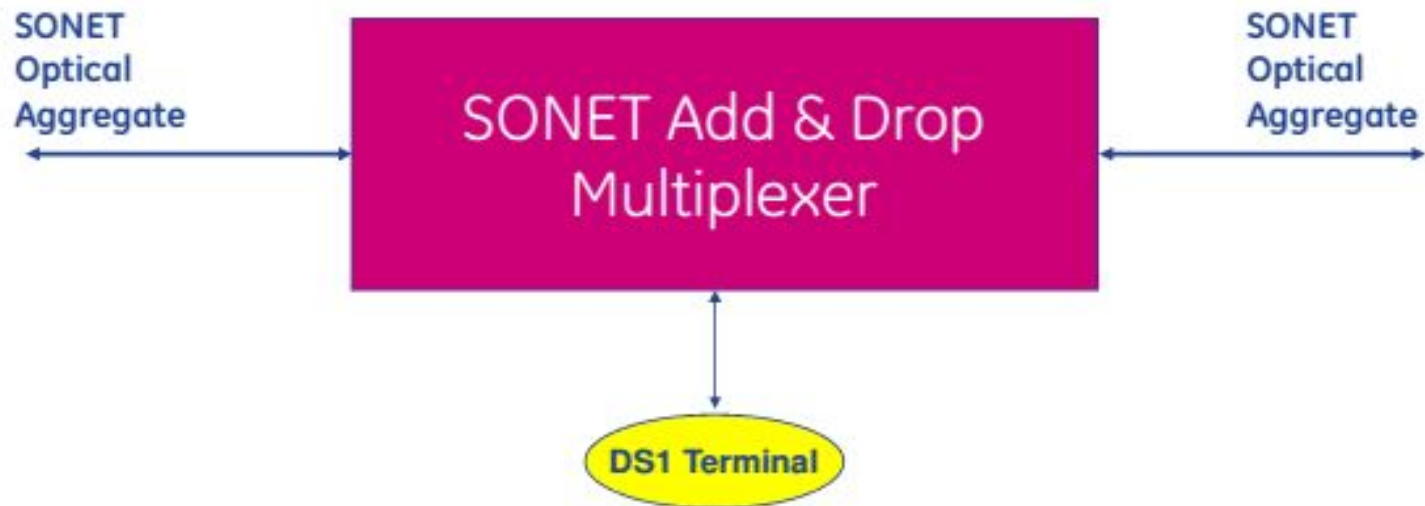 SONET
Optical
Aggregate
SONET Add & Drop
Multiplexer
SONET
Optical
Aggregate
DS1 Terminal